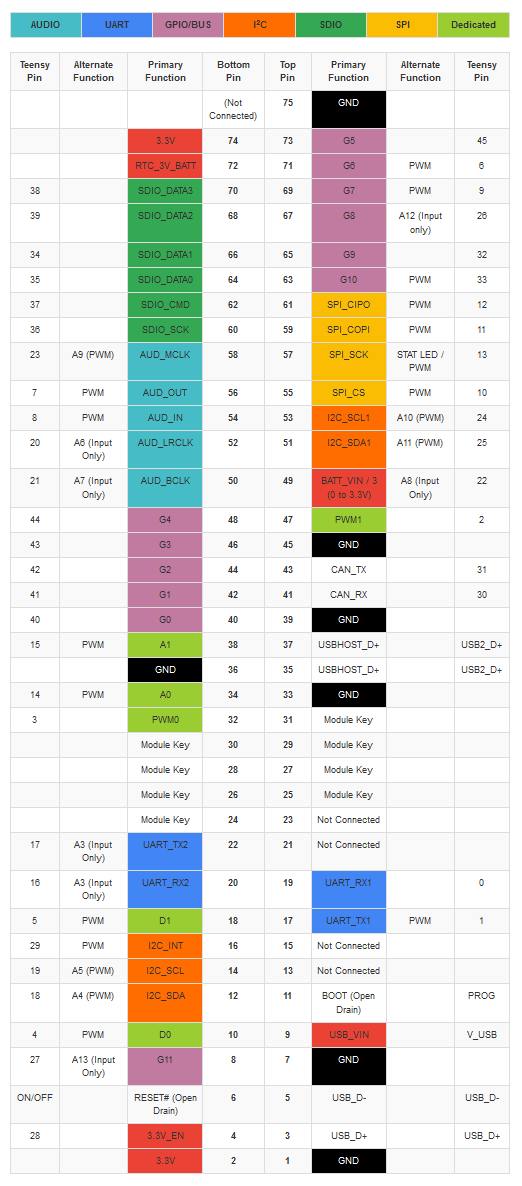 AUDIO UART GPIO/BUS I²C SDIO SPI Dedicated
Teensy Alternate Primary Bottom Top Primary Alternate Teensy
Pin Function Function Pin Pin Function Function Pin
(Not 75 GND
Connected)
3.3V 74 73 G5 45
RTC_3V_BATT 72 71 G6 PWM 6
38 SDIO_DATA3 70 69 G7 PWM 9
39 SDIO_DATA2 68 67 G8 A12 (Input 26
only)
34 SDIO_DATA1 66 65 G9 32
35 SDIO_DATA0 64 63 G10 PWM 33
37 SDIO_CMD 62 61 SPI_CIPO PWM 12
36 SDIO_SCK 60 59 SPI_COPI PWM 11
23 A9 (PWM) AUD_MCLK 58 57 SPI_SCK STAT LED / 13
PWM
7 PWM AUD_OUT 56 55 SPI_CS PWM 10
8 PWM AUD_IN 54 53 I2C_SCL1 A10 (PWM) 24
20 A6 (Input AUD_LRCLK 52 51 I2C_SDA1 A11 (PWM) 25
Only)
21 A7 (Input AUD_BCLK 50 49 BATT_VIN / 3 A8 (Input 22
Only) (0 to 3.3V) Only)
44 G4 48 47 PWM1 2
43 G3 46 45 GND
42 G2 44 43 CAN_TX 31
41 G1 42 41 CAN_RX 30
40 G0 40 39 GND
15 PWM A1 38 37 USBHOST_D+ USB2_D+
GND 36 35 USBHOST_D+ USB2_D+
14 PWM A0 34 33 GND
3 PWM0 32 31 Module Key
Module Key 30 29 Module Key
Module Key 28 27 Module Key
Module Key 26 25 Module Key
Module Key 24 23 Not Connected
17 A3 (Input UART_TX2 22 21 Not Connected
Only)
16 A3 (Input UART_RX2 20 19 UART_RX1 0
Only)
5 PWM D1 18 17 UART_TX1 PWM 1
29 PWM I2C_INT 16 15 Not Connected
19 A5 (PWM) I2C_SCL 14 13 Not Connected
18 A4 (PWM) I2C_SDA 12 11 BOOT (Open PROG
Drain)
4 PWM D0 10 9 USB_VIN V_USB
27 A13 (Input G11 8 7 GND
Only)
ON/OFF RESET# (Open 6 5 USB_D- USB_D-
Drain)
28 3.3V_EN 4 3 USB_D+ USB_D+
3.3V 2 1 GND